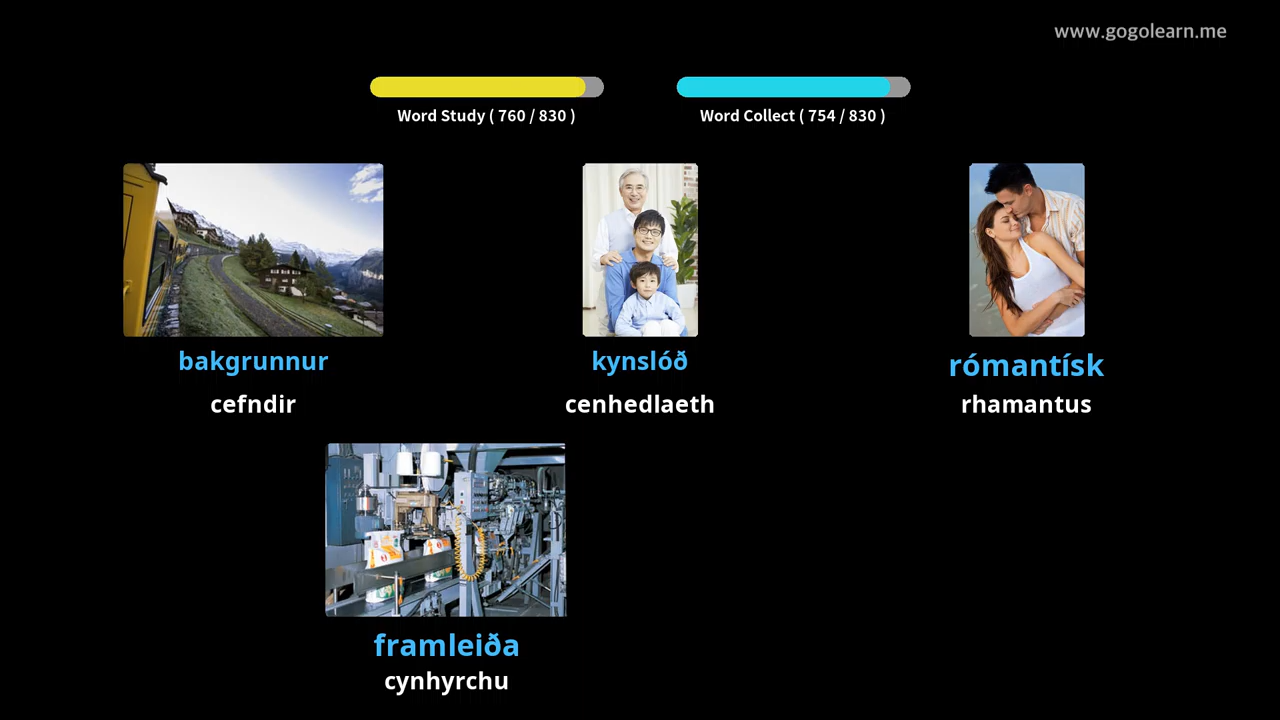 www.gogolearn.me
Word Study ( 760 / 830 )
Word Collect ( 754 / 830 )
bakgrunnur
cefndir
kynslóð
cenhedlaeth
rómantísk
rhamantus
framleiða
cynhyrchu